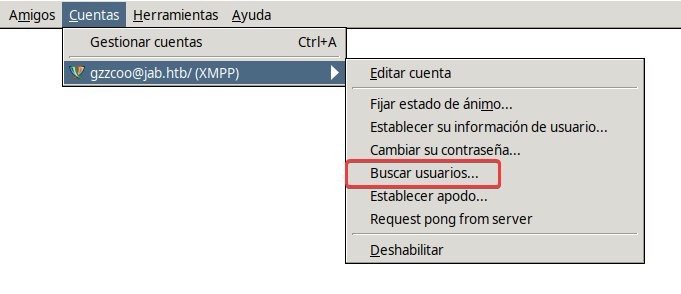 Amigos Cuentas Herramientas Ayuda
Gestionar cuentas Ctrl+A
gzzcoo@jab.htb/ (XMPP)
Editar cuenta
Fijar estado de ánimo...
Establecer su información de usuario...
Cambiar su contraseña...
Buscar usuarios...
Establecer apodo...
Request pong from server
Deshabilitar